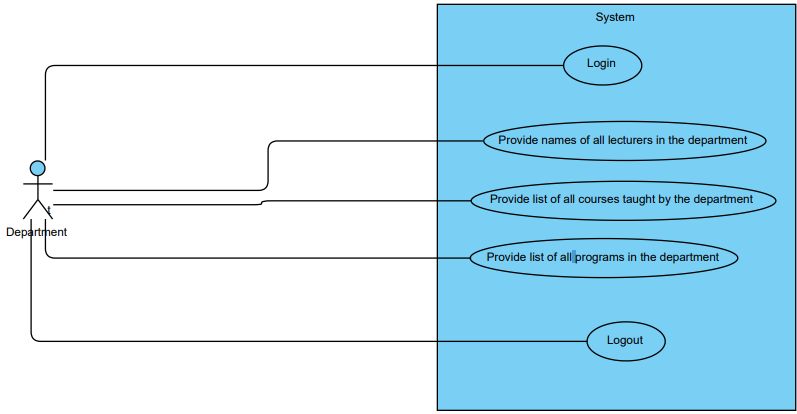 System
Login
Provide names of all lecturers in the department
Provide list of all courses taught by the department
t
Department
Provide list of all programs in the department
Logout